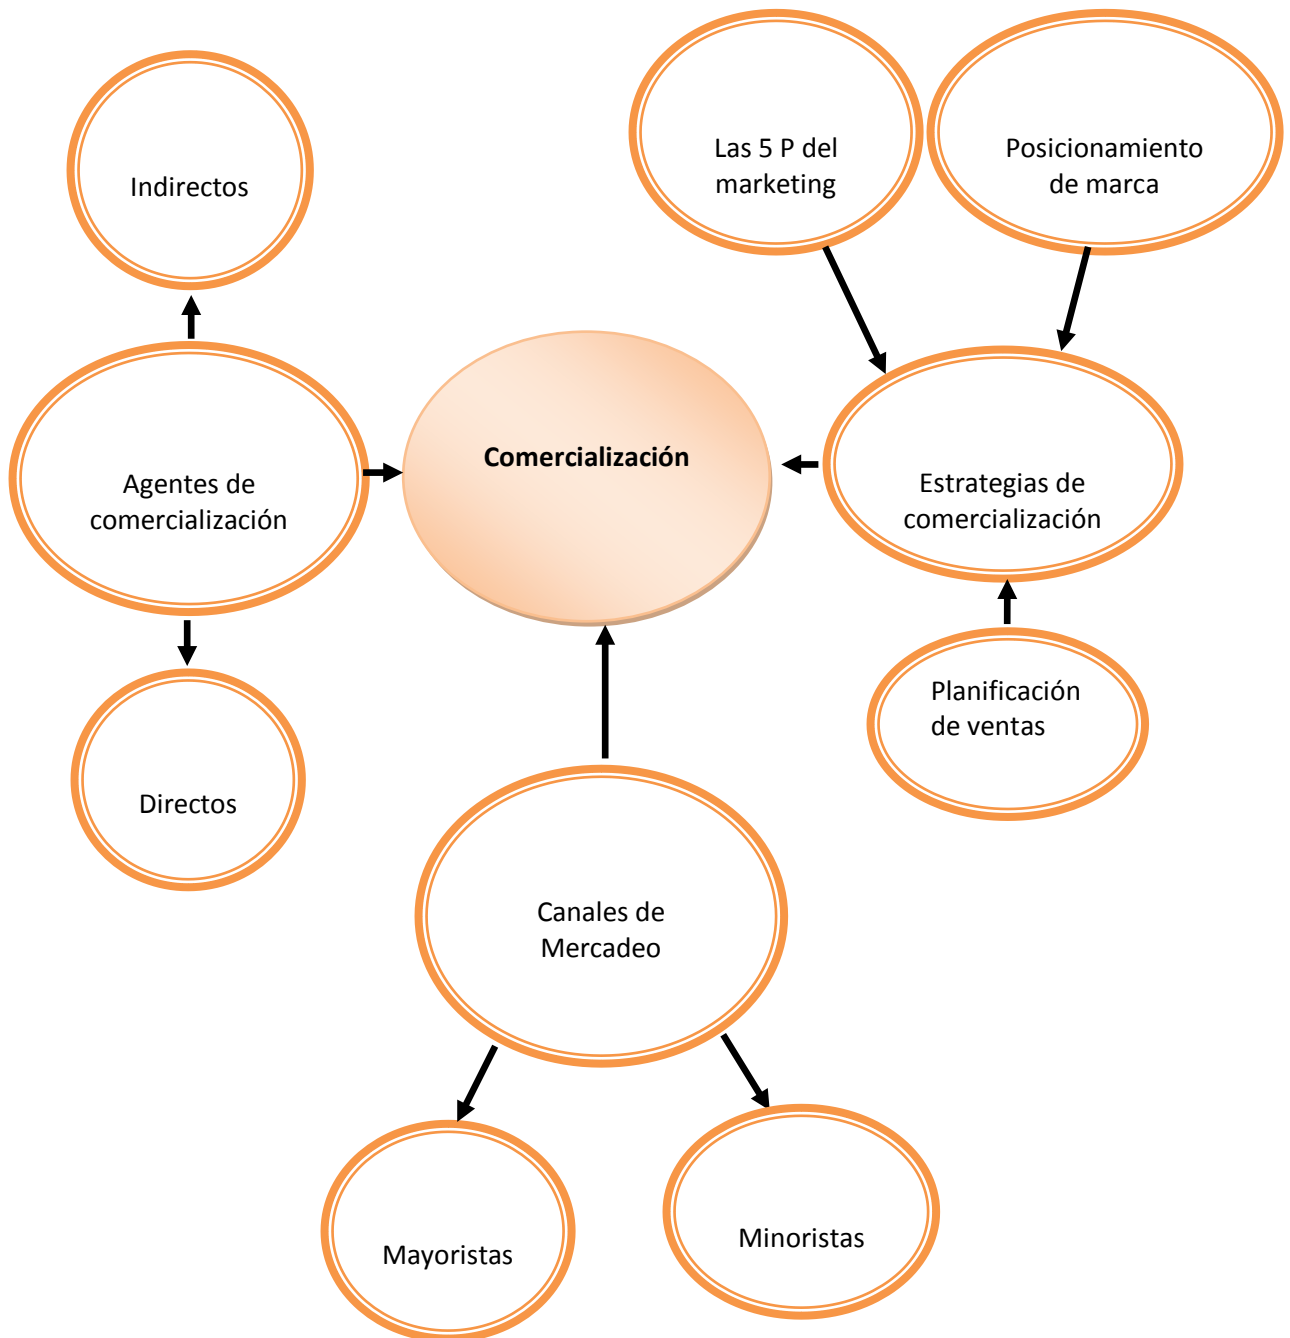 Indirectos
Las 5 P del
marketing
Posicionamiento
de marca
Agentes de
comercialización
Comercialización
Estrategias de
comercialización
Directos
Planificación
de ventas
Canales de
Mercadeo
Mayoristas
Minoristas